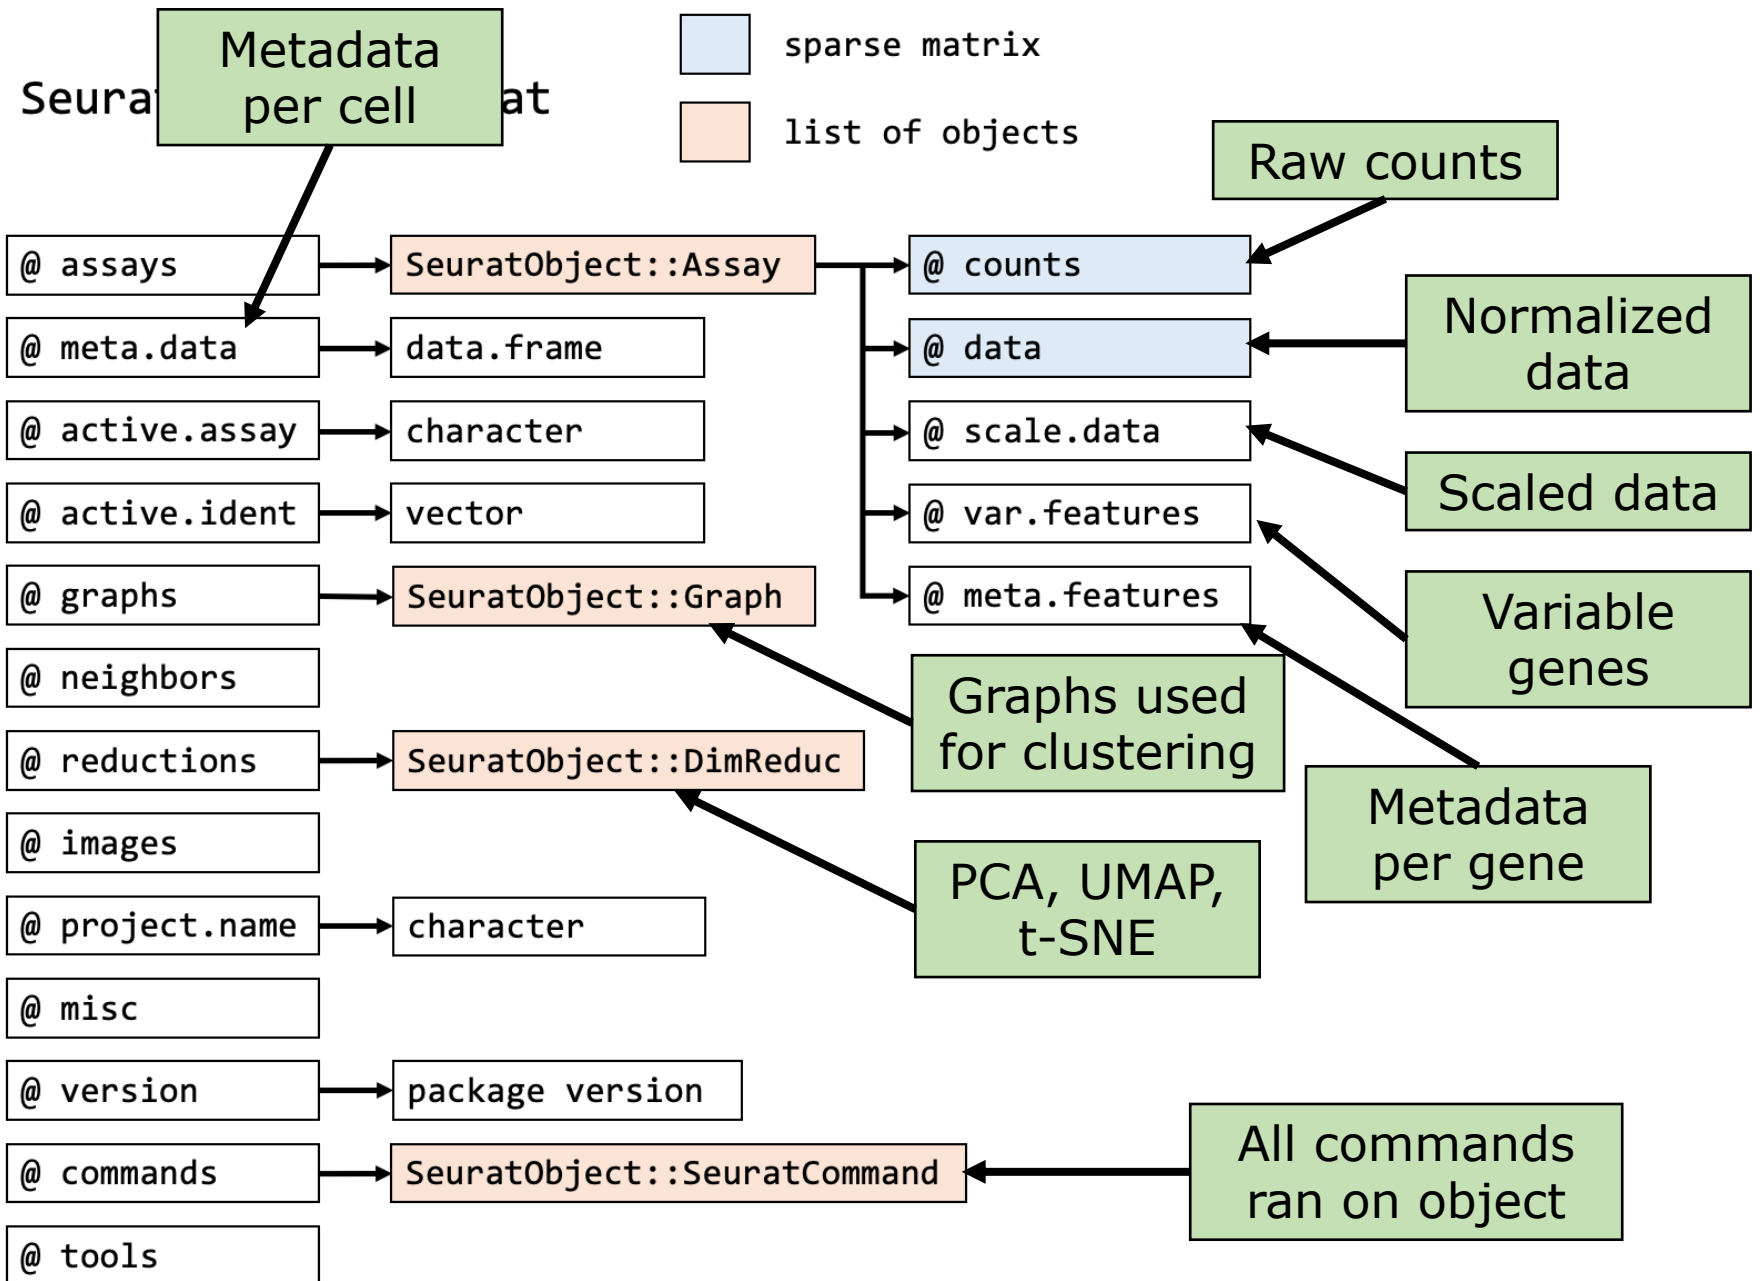 Metadata
per cell
Seura
at
sparse matrix
list of objects
Raw counts
@ assays
SeuratObject::Assay
@ counts
@ meta.data
data.frame
@ data
Normalized
data
@ active.assay
character
@ scale.data
Scaled data
@ active.ident
vector
@ var.features
Variable
genes
@ graphs
SeuratObject::Graph
@ meta.features
Metadata
per gene
@ neighbors
Graphs used
for clustering
@ reductions
SeuratObject::DimReduc
@ images
PCA, UMAP,
t-SNE
@ project.name
character
@ misc
@ version
package version
@ commands
SeuratObject::SeuratCommand
All commands
ran on object
@ tools